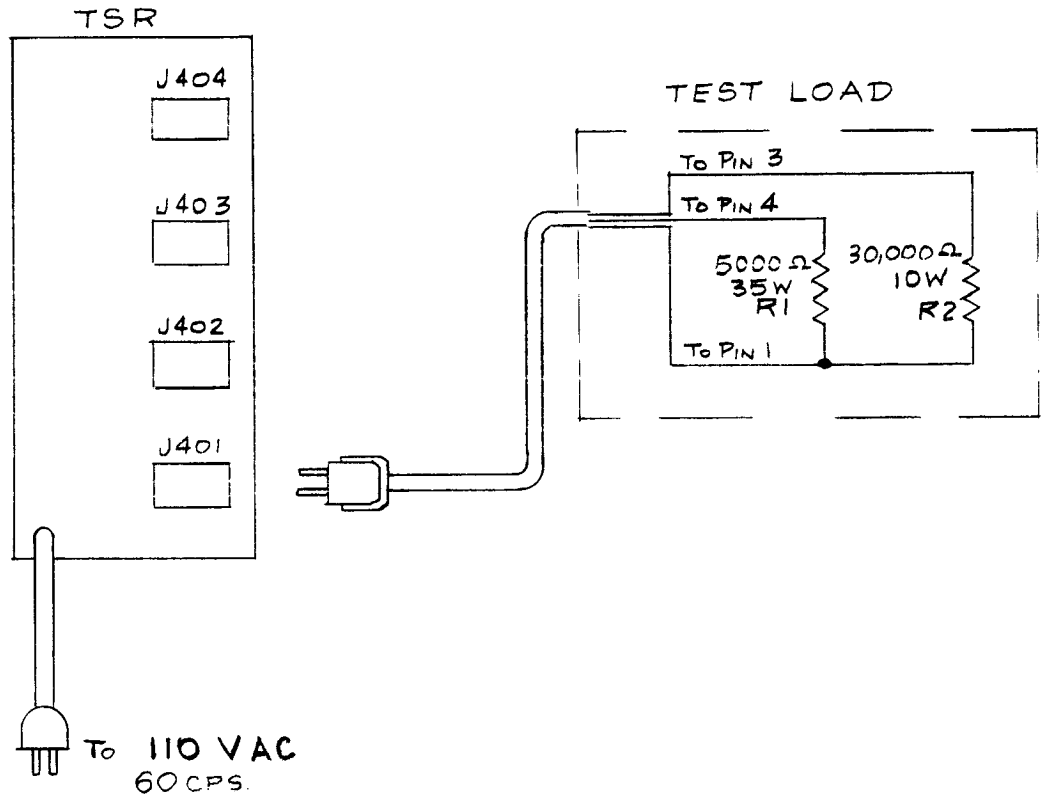 TSR
J404
J403
J402
J401
To 110 VAC
60 CPS.
TEST LOAD
To PIN 3
To PIN 4
5000 Ω
35W
R1
30,000 Ω
10W
R2
To PIN 1